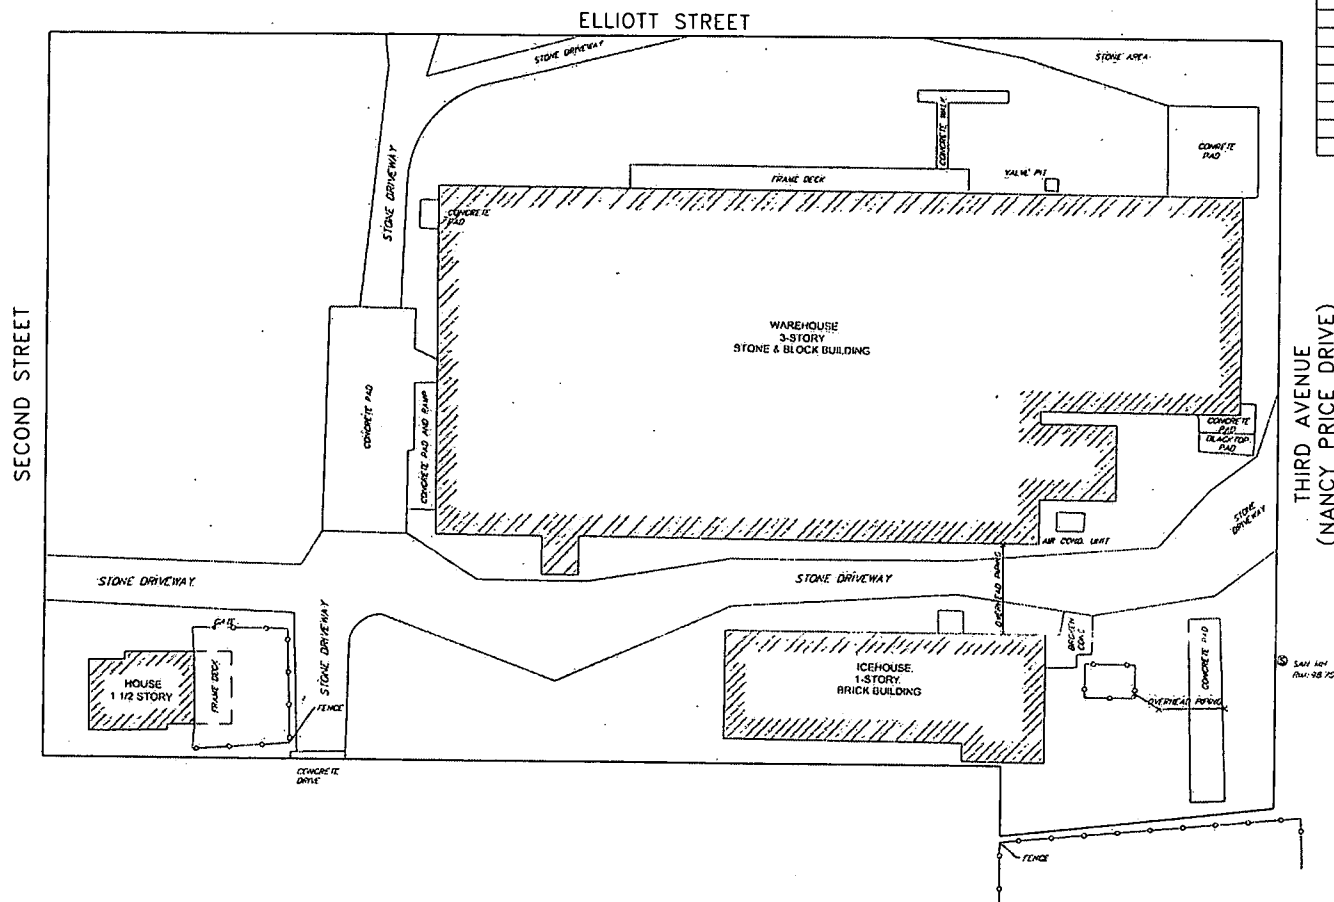 ELLIOTT STREET
STONE DRIVEWAY
STONE AREA
CONCRETE WALK
CONCRETE
PAD
STONE DRIVEWAY
FRAME DECK
VALVE PIT
CONCRETE
PAD
SECOND STREET
WAREHOUSE
3-STORY
STONE & BLOCK BUILDING
THIRD AVENUE
(NANCY PRICE DRIVE)
CONCRETE PAD
CONCRETE PAD AND RAMP
CONCRETE
PAD
BLACKTOP
PAD
STONE
DRIVEWAY
AIR COND. UNIT
OVERHEAD PIPING
STONE DRIVEWAY
STONE DRIVEWAY
GATE
STONE DRIVEWAY
BROKEN
CONC
CONCRETE PAD
HOUSE
1 1/2 STORY
FRAME DECK
ICEHOUSE
1-STORY
BRICK BUILDING
SAN MH
OVERHEAD PIPING
FENCE
CONCRETE
DRIVE
FENCE